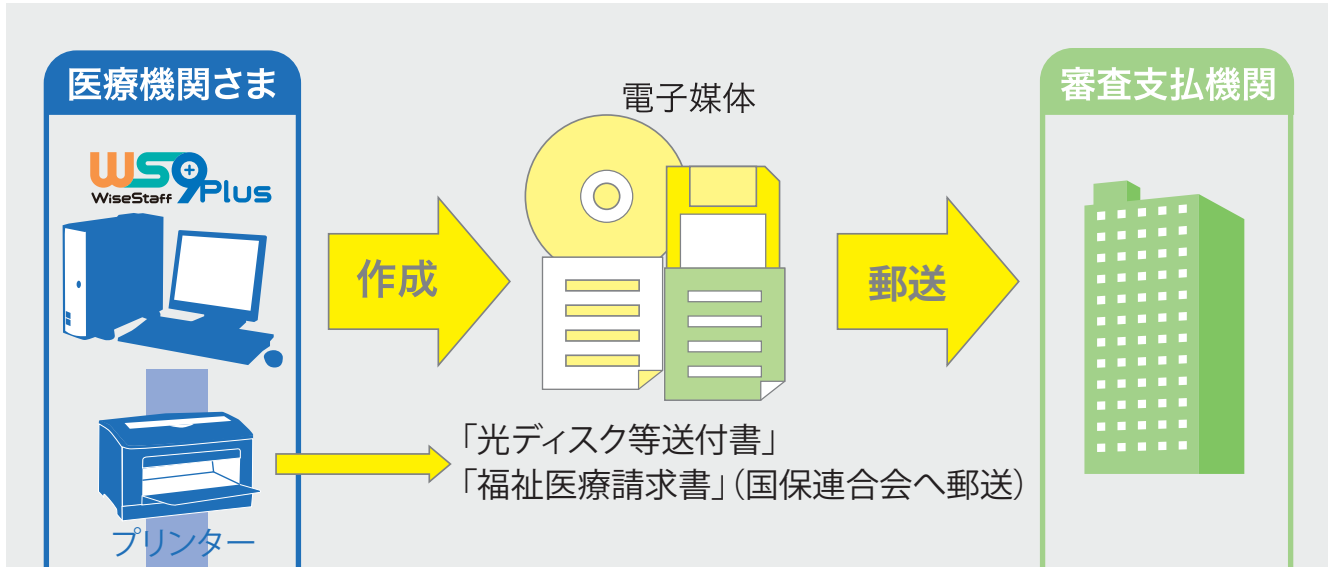 医療機関さま
電子媒体
審査支払機関
WS9Plus
WiseStaff
作成
郵送
「光ディスク等送付書」
「福祉医療請求書」（国保連合会へ郵送）
プリンター